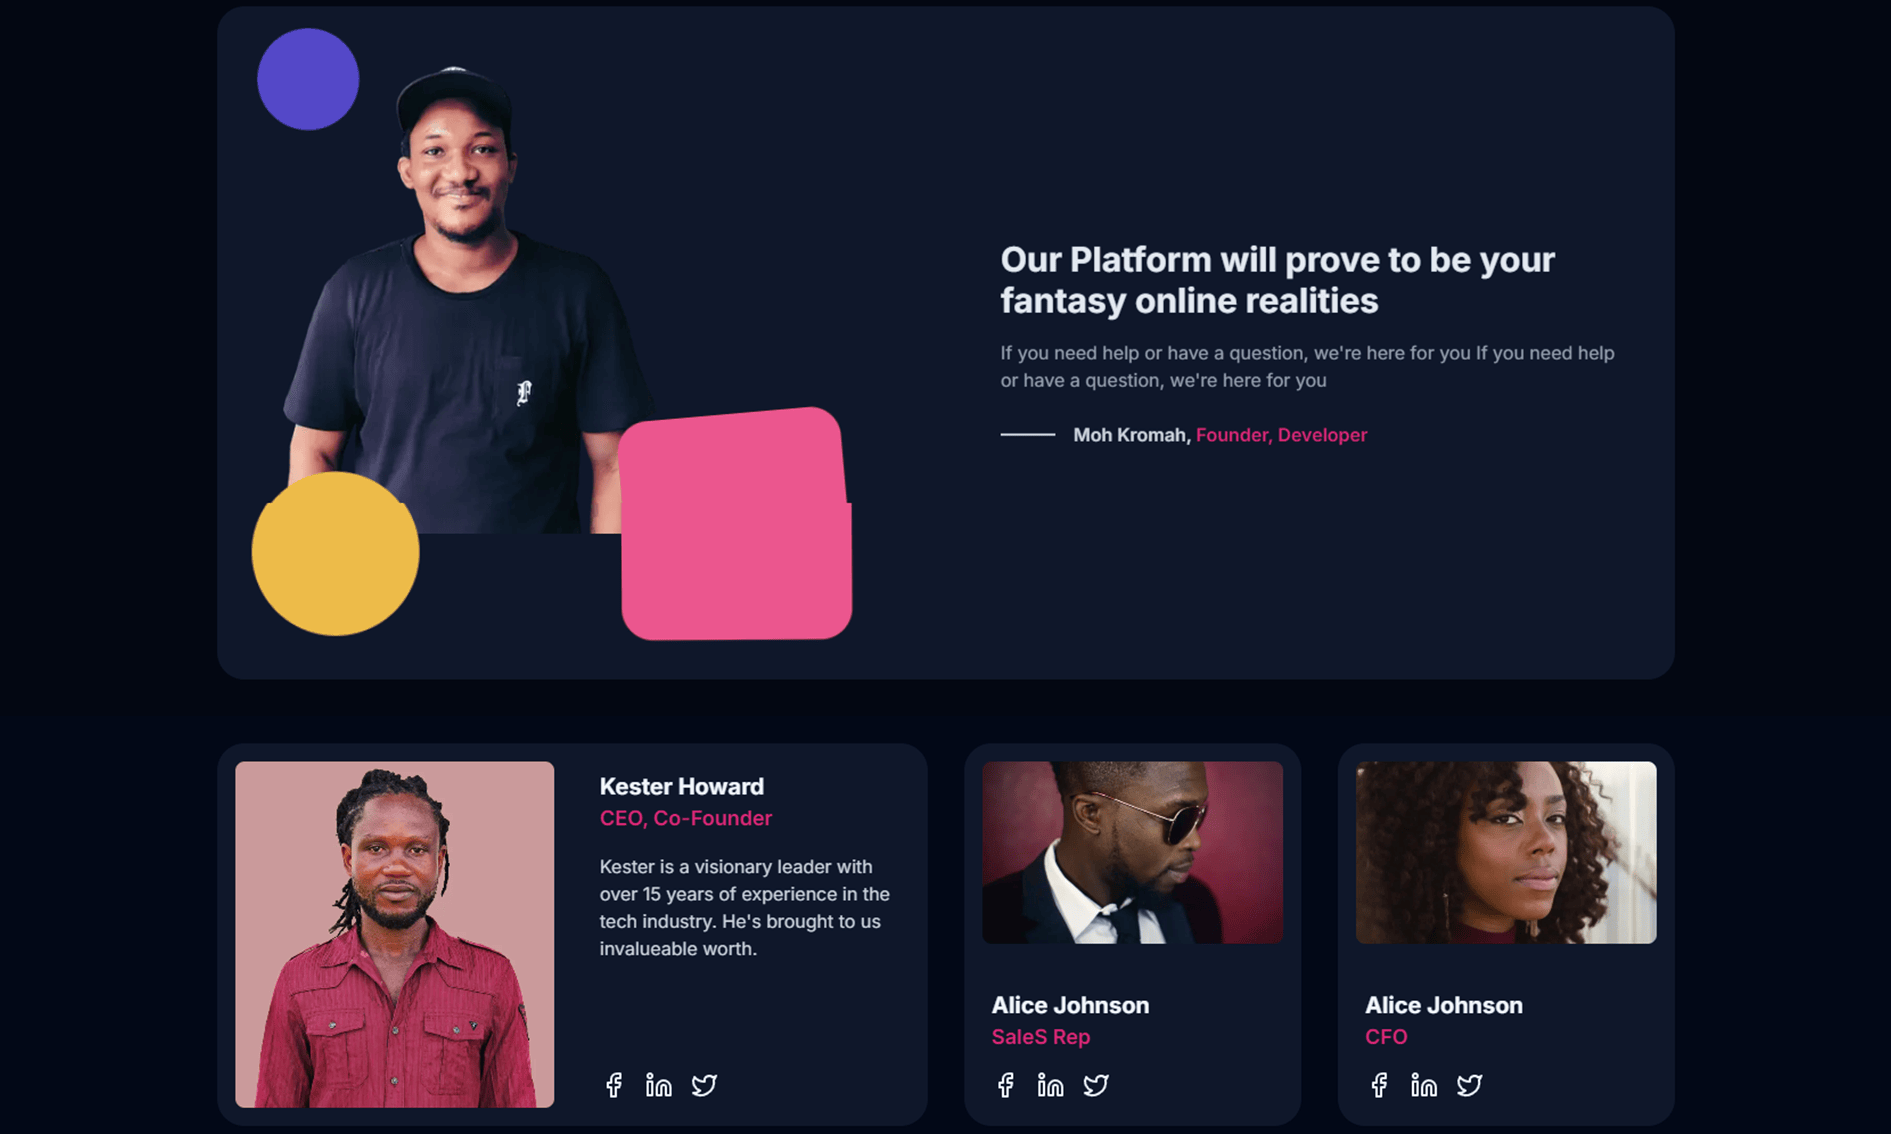 Our Platform will prove to be your
fantasy online realities
If you need help or have a question, we're here for you If you need help
or have a question, we're here for you
Moh Kromah, Founder, Developer
Kester Howard
CEO, Co-Founder
Kester is a visionary leader with
over 15 years of experience in the
tech industry. He's brought to us
invalueable worth.
Alice Johnson
SaleS Rep
Alice Johnson
CFO